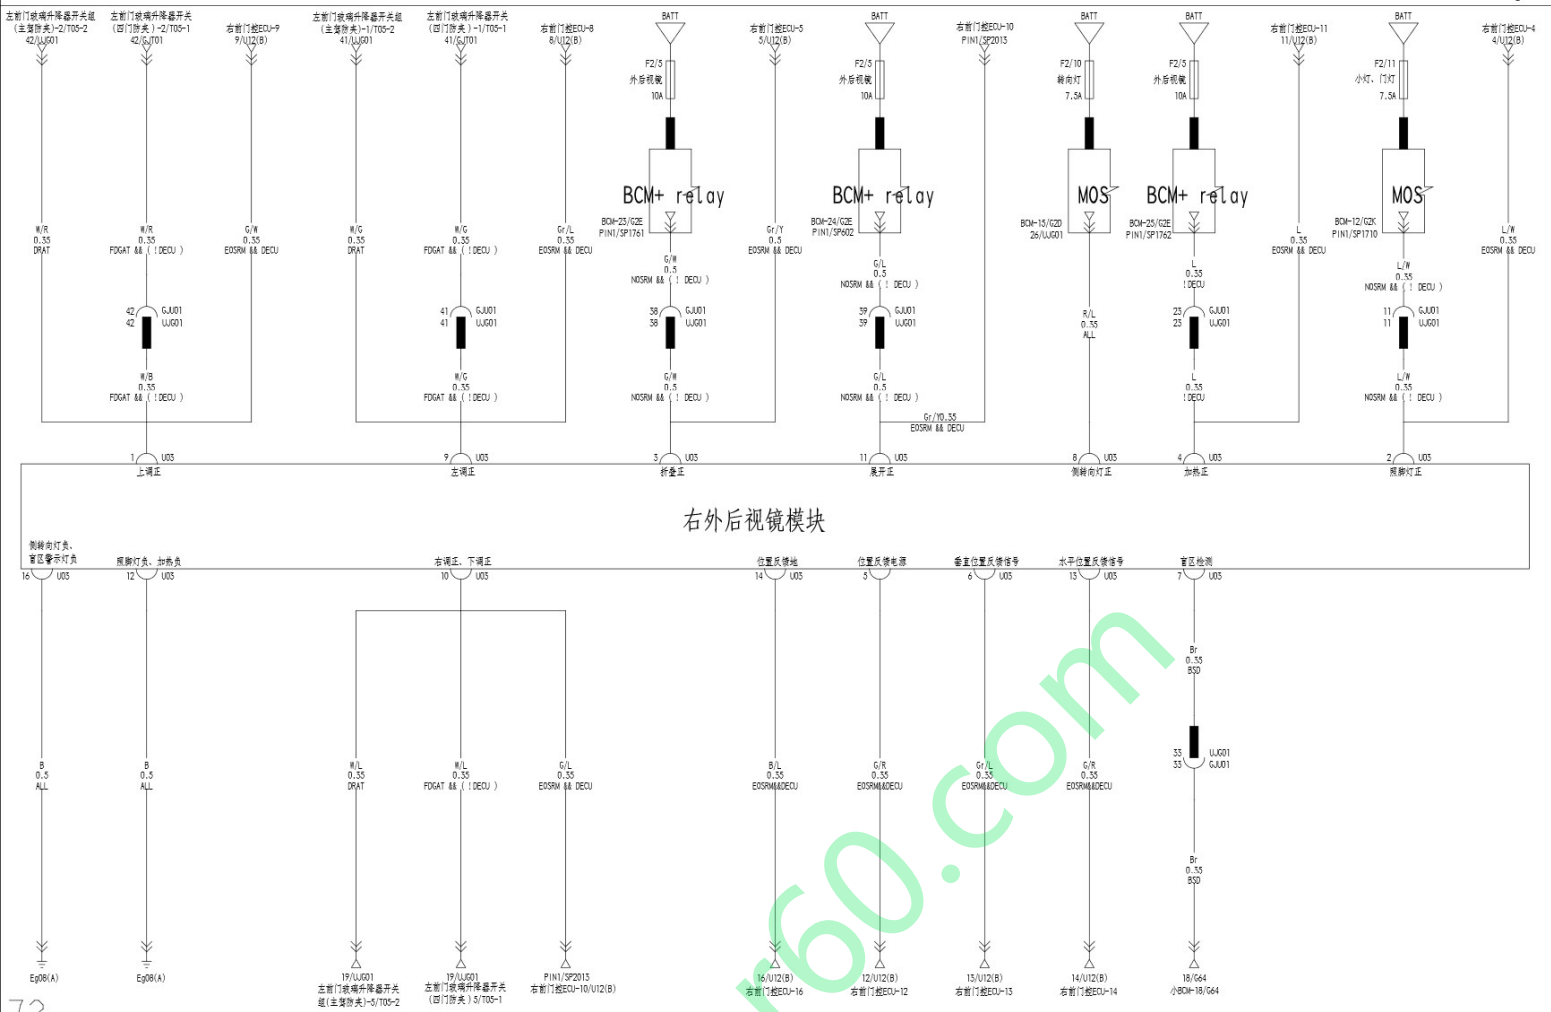 左前门玻璃升降器开关组
(主驾防夹)-2/T05-2
42/UJG01
左前门玻璃升降器开关
(四门防夹)-2/T05-1
42/GJT01
右前门控ECU-9
9/U12(B)
左前门玻璃升降器开关组
(主驾防夹)-1/T05-2
41/UJG01
左前门玻璃升降器开关
(四门防夹)-1/T05-1
41/GJT01
右前门控ECU-8
8/U12(B)
BATT
右前门控ECU-5
5/U12(B)
BATT
右前门控ECU-10
PIN1/SP2013
BATT
BATT
右前门控ECU-11
11/U12(B)
BATT
右前门控ECU-4
4/U12(B)
F2/5
外后视镜
10A
F2/5
外后视镜
10A
F2/10
转向灯
7.5A
F2/5
外后视镜
10A
F2/11
小灯、门灯
7.5A
BCM+ relay
BCM+ relay
MOS
BCM+ relay
MOS
BCM-23/G2E
PIN1/SP1761
BCM-24/G2E
PIN1/SP602
BCM-15/G2D
26/UJG01
BCM-25/G2E
PIN1/SP1762
BCM-12/G2K
PIN1/SP1710
W/R
0.35
DRAT
W/R
0.35
FDGAT && ( !DECU )
G/W
0.35
EOSRM && DECU
W/G
0.35
DRAT
W/G
0.35
FDGAT && ( !DECU )
Gr/L
0.35
EOSRM && DECU
Gr/Y
0.5
EOSRM && DECU
L
0.35
EOSRM && DECU
L/W
0.35
EOSRM && DECU
G/W
0.5
NOSRM && ( ! DECU )
G/L
0.5
NOSRM && ( ! DECU )
L
0.35
!DECU
L/W
0.35
NOSRM && ( ! DECU )
42 GJU01
42 UJG01
41 GJU01
41 UJG01
38 GJU01
38 UJG01
39 GJU01
39 UJG01
R/L
0.35
ALL
23 GJU01
23 UJG01
11 GJU01
11 UJG01
W/B
0.35
FDGAT && ( !DECU )
W/G
0.35
FDGAT && ( !DECU )
G/W
0.5
NOSRM && ( ! DECU )
G/L
0.5
NOSRM && ( ! DECU )
L
0.35
!DECU
L/W
0.35
NOSRM && ( ! DECU )
Gr/Y0.35
EOSRM && DECU
1 U03
上调正
9 U03
左调正
3 U03
折叠正
11 U03
展开正
8 U03
侧转向灯正
4 U03
加热正
2 U03
照脚灯正
右外后视镜模块
侧转向灯负、
盲区警示灯负
16 U03
照脚灯负、加热负
12 U03
右调正、下调正
10 U03
位置反馈地
14 U03
位置反馈电源
5 U03
垂直位置反馈信号
6 U03
水平位置反馈信号
13 U03
盲区检测
7 U03
Br
0.35
BSD
33 UJG01
33 GJU01
B
0.5
ALL
B
0.5
ALL
W/L
0.35
DRAT
W/L
0.35
FDGAT && ( !DECU )
G/L
0.35
EOSRM && DECU
B/L
0.35
EOSRM&&DECU
G/R
0.35
EOSRM&&DECU
Gr/L
0.35
EOSRM&&DECU
G/R
0.35
EOSRM&&DECU
Br
0.35
BSD
Eg08(A)
Eg08(A)
19/UJG01
左前门玻璃升降器开关
组(主驾防夹)-5/T05-2
19/UJG01
左前门玻璃升降器开关
(四门防夹)5/T05-1
PIN1/SP2013
右前门控ECU-10/U12(B)
16/U12(B)
右前门控ECU-16
12/U12(B)
右前门控ECU-12
13/U12(B)
右前门控ECU-13
14/U12(B)
右前门控ECU-14
18/G64
小BCM-18/G64
r60.com